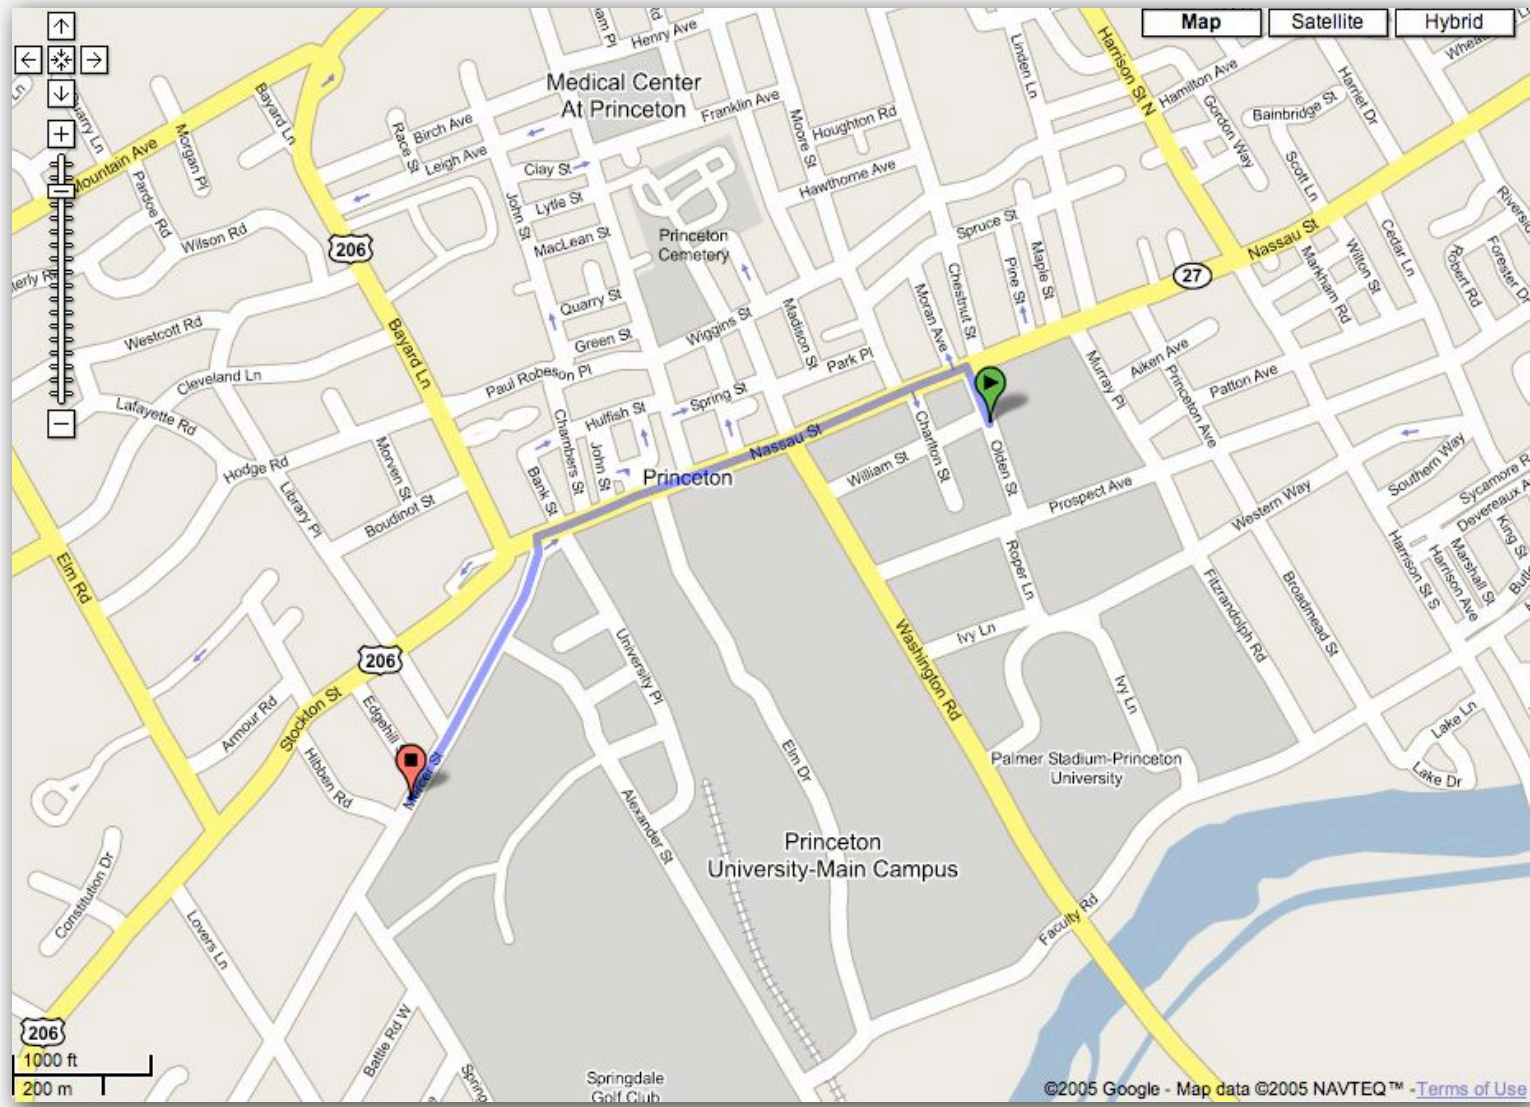 Map
Satellite
Hybrid
Henry Ave
Medical Center
At Princeton
Franklin Ave
Birch Ave
Race St
Leigh Ave
Clay St
Lytle St
John St
MacLean St
Quarry St
Green St
Paul Robeson Pl
Wiggins St
Princeton
Cemetery
Moore St
Houghton Rd
Hawthorne Ave
Linden Ln
Harrison St N
Hamilton Ave
Gordon Way
Bainbridge St
Harriet Dr
Scott Ln
Spruce St
Maple St
Pine St
Chestnut St
Moran Ave
Madison St
Park Pl
Spring St
Hulfish St
Chambers St
John St
Bank St
Princeton
Nassau St
27
Nassau St
Markham Rd
Wilton St
Cedar Ln
Robert Rd
Forester Dr
Murray Pl
Aiken Ave
Princeton Ave
Patton Ave
Charlton St
William St
Olden St
Prospect Ave
Western Way
Southern Way
Roper Ln
Ivy Ln
Ivy Ln
Fitzrandolph Rd
Broadmead St
Harrison St S
Harrison Ave
Marshall St
King St
Lake Ln
Lake Dr
Bayard Ln
Morgan Pl
Mountain Ave
Pardoe Rd
Wilson Rd
206
Bayard Ln
Westcott Rd
Cleveland Ln
Lafayette Rd
Hodge Rd
Morven St
Library Pl
Boudinot St
Elm Rd
206
Stockton St
Armour Rd
Edgehill
Hibben Rd
Mercer St
University Pl
Alexander St
Elm Dr
Washington Rd
Palmer Stadium-Princeton
University
Princeton
University-Main Campus
Faculty Rd
Constitution Dr
Lovers Ln
Battle Rd W
206
1000 ft
200 m
Springdale
Golf Club
©2005 Google - Map data ©2005 NAVTEQ™ - Terms of Use